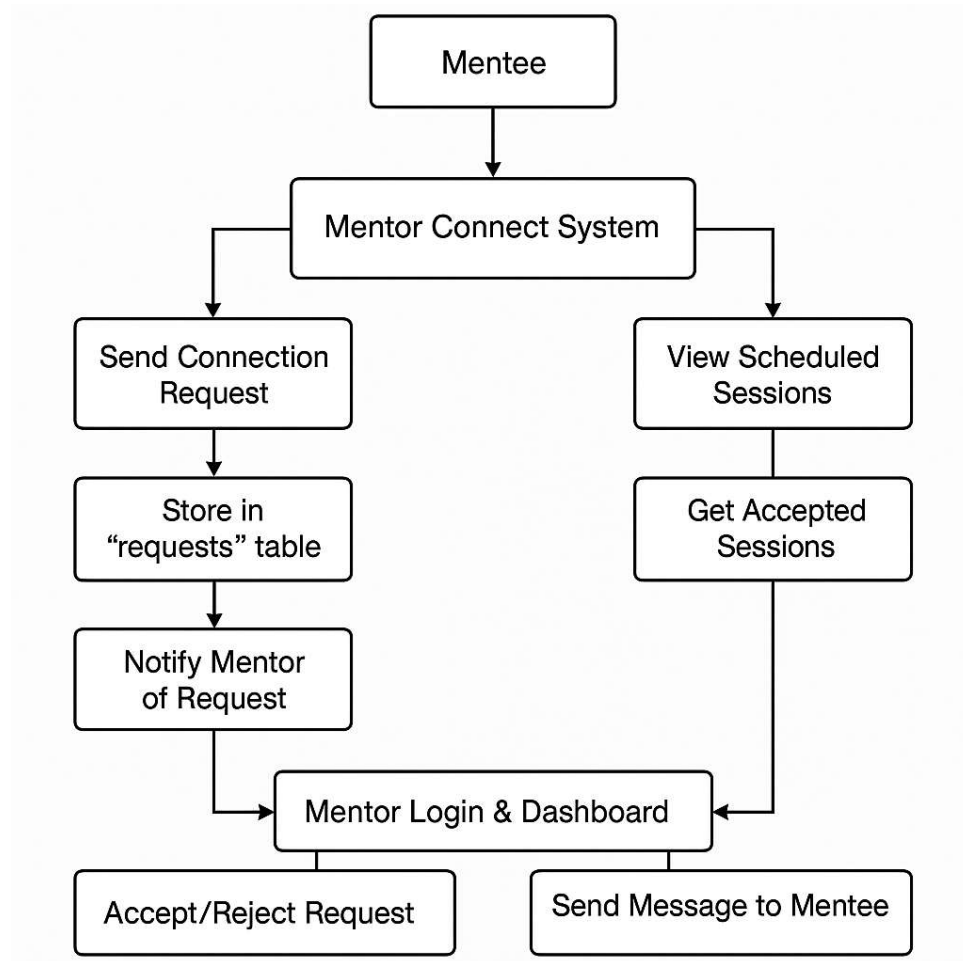 Mentee
Mentor Connect System
Send Connection
Request
View Scheduled
Sessions
Store in
“requests” table
Get Accepted
Sessions
Notify Mentor
of Request
Mentor Login & Dashboard
Accept/Reject Request
Send Message to Mentee